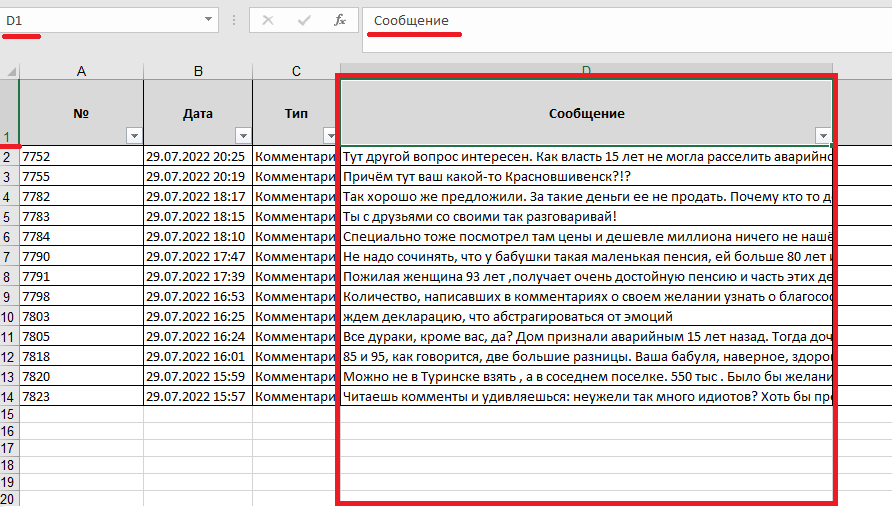 D1 fx Сообщение
A B C D
1 № Дата Тип Сообщение
2 7752 29.07.2022 20:25 Комментари Тут другой вопрос интересен. Как власть 15 лет не могла расселить аварийно
3 7755 29.07.2022 20:19 Комментари Причём тут ваш какой-то Красновшивенск?!?
4 7782 29.07.2022 18:17 Комментари Так хорошо же предложили. За такие деньги ее не продать. Почему кто то д
5 7783 29.07.2022 18:15 Комментари Ты с друзьями со своими так разговаривай!
6 7784 29.07.2022 18:10 Комментари Специально тоже посмотрел там цены и дешевле миллиона ничего не нашё
7 7790 29.07.2022 17:47 Комментари Не надо сочинять, что у бабушки такая маленькая пенсия, ей больше 80 лет и
8 7791 29.07.2022 17:39 Комментари Пожилая женщина 93 лет ,получает очень достойную пенсию и часть этих де
9 7798 29.07.2022 16:53 Комментари Количество, написавших в комментариях о своем желании узнать о благосос
10 7803 29.07.2022 16:25 Комментари ждем декларацию, что абстрагироваться от эмоций
11 7805 29.07.2022 16:24 Комментари Все дураки, кроме вас, да? Дом признали аварийным 15 лет назад. Тогда доч
12 7818 29.07.2022 16:01 Комментари 85 и 95, как говорится, две большие разницы. Ваша бабуля, наверное, здоро
13 7820 29.07.2022 15:59 Комментари Можно не в Туринске взять , а в соседнем поселке. 550 тыс . Было бы желани
14 7823 29.07.2022 15:57 Комментари Читаешь комменты и удивляешься: неужели так много идиотов? Хоть бы пре
15
16
17
18
19
20